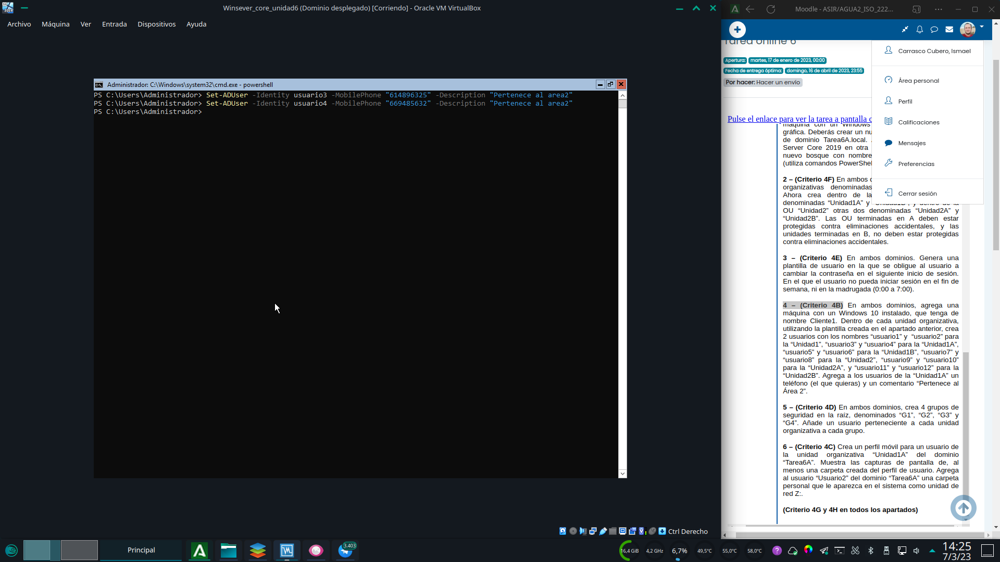 Winsever_core_unidad6 (Dominio desplegado) [Corriendo] - Oracle VM VirtualBox
Archivo Máquina Ver Entrada Dispositivos Ayuda
Administrador: C:\Windows\system32\cmd.exe - powershell
PS C:\Users\Administrador> Set-ADUser -Identity usuario3 -MobilePhone "614896325" -Description "Pertenece al area2"
PS C:\Users\Administrador> Set-ADUser -Identity usuario4 -MobilePhone "669485632" -Description "Pertenece al area2"
PS C:\Users\Administrador>
Ctrl Derecho
Moodle - ASIR/AGUA2_ISO_222...
Tarea online 6
Apertura: martes, 17 de enero de 2023, 00:00
Fecha de entrega óptima: domingo, 16 de abril de 2023, 23:55
Por hacer: Hacer un envío
Pulse el enlace para ver la tarea a pantalla c
Carrasco Cubero, Ismael
Área personal
Perfil
Calificaciones
Mensajes
Preferencias
Cerrar sesión
máquina con un Windows
gráfica. Deberás crear un nu
de dominio Tarea6A.local.
Server Core 2019 en otra
nuevo bosque con nombre
(utiliza comandos PowerShel
2 – (Criterio 4F) En ambos d
organizativas denominadas
Ahora crea dentro de la
denominadas “Unidad1A” y “Unidad1B”, y dentro de la
OU “Unidad2” otras dos denominadas “Unidad2A” y
“Unidad2B”. Las OU terminadas en A deben estar
protegidas contra eliminaciones accidentales, y las
unidades terminadas en B, no deben estar protegidas
contra eliminaciones accidentales.
3 – (Criterio 4E) En ambos dominios. Genera una
plantilla de usuario en la que se obligue al usuario a
cambiar la contraseña en el siguiente inicio de sesión.
En el que el usuario no pueda iniciar sesión en el fin de
semana, ni en la madrugada (0:00 a 7:00).
4 – (Criterio 4B) En ambos dominios, agrega una
máquina con un Windows 10 instalado, que tenga de
nombre Cliente1. Dentro de cada unidad organizativa,
utilizando la plantilla creada en el apartado anterior, crea
2 usuarios con los nombres “usuario1” y “usuario2” para
la “Unidad1”, “usuario3” y “usuario4” para la “Unidad1A”,
“usuario5” y “usuario6” para la “Unidad1B”, “usuario7” y
“usuario8” para la “Unidad2”, “usuario9” y “usuario10”
para la “Unidad2A”, y “usuario11” y “usuario12” para la
“Unidad2B”. Agrega a los usuarios de la “Unidad1A” un
teléfono (el que quieras) y un comentario “Pertenece al
Área 2”.
5 – (Criterio 4D) En ambos dominios, crea 4 grupos de
seguridad en la raíz, denominados “G1”, “G2”, “G3” y
“G4”. Añade un usuario perteneciente a cada unidad
organizativa a cada grupo.
6 – (Criterio 4C) Crea un perfil móvil para un usuario de
la unidad organizativa “Unidad1A” del dominio
“Tarea6A”. Muestra las capturas de pantalla de, al
menos una carpeta creada del perfil de usuario. Agrega
al usuario “Usuario2” del dominio “Tarea6A” una carpeta
personal que le aparezca en el sistema como unidad de
red Z:.
(Criterio 4G y 4H en todos los apartados)
Principal
3.403
16,4 GiB 4,2 GHz 6,7% 49,5°C 55,0°C 58,0°C
14:25
7/3/23